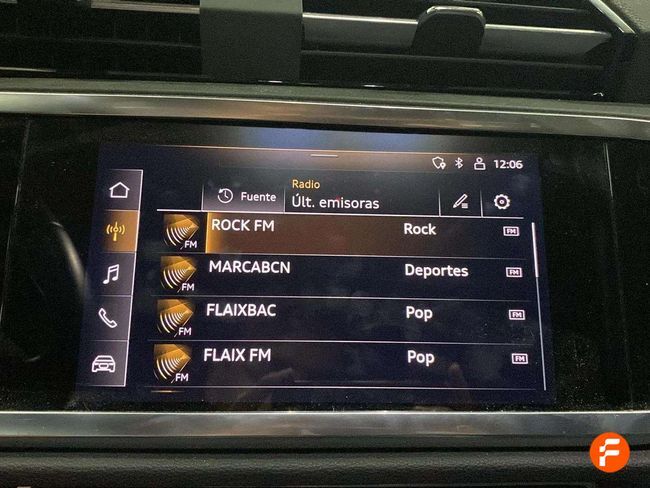 12:06
Fuente
Radio
Últ. emisoras
ROCK FM Rock FM
FM
MARCABCN Deportes FM
FM
FLAIXBAC Pop FM
FM
FLAIX FM Pop FM
FM